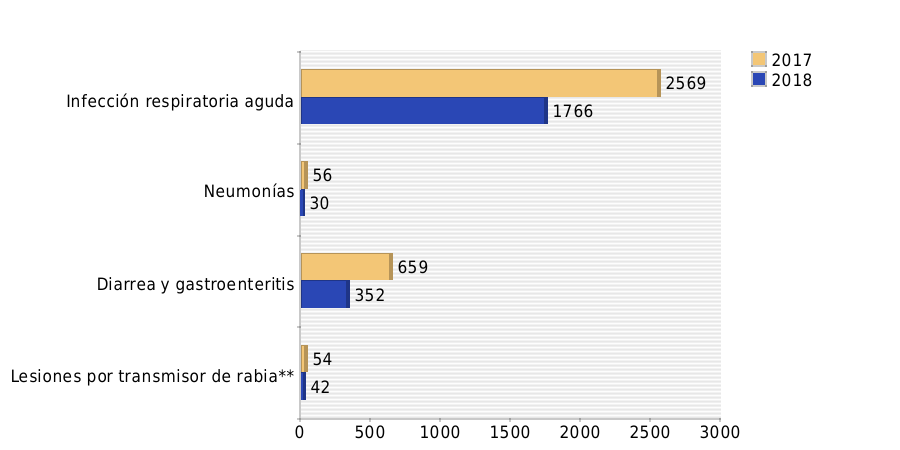 2017
2018
Infección respiratoria aguda
2569
1766
Neumonías
56
30
Diarrea y gastroenteritis
659
352
Lesiones por transmisor de rabia**
54
42
0 500 1000 1500 2000 2500 3000